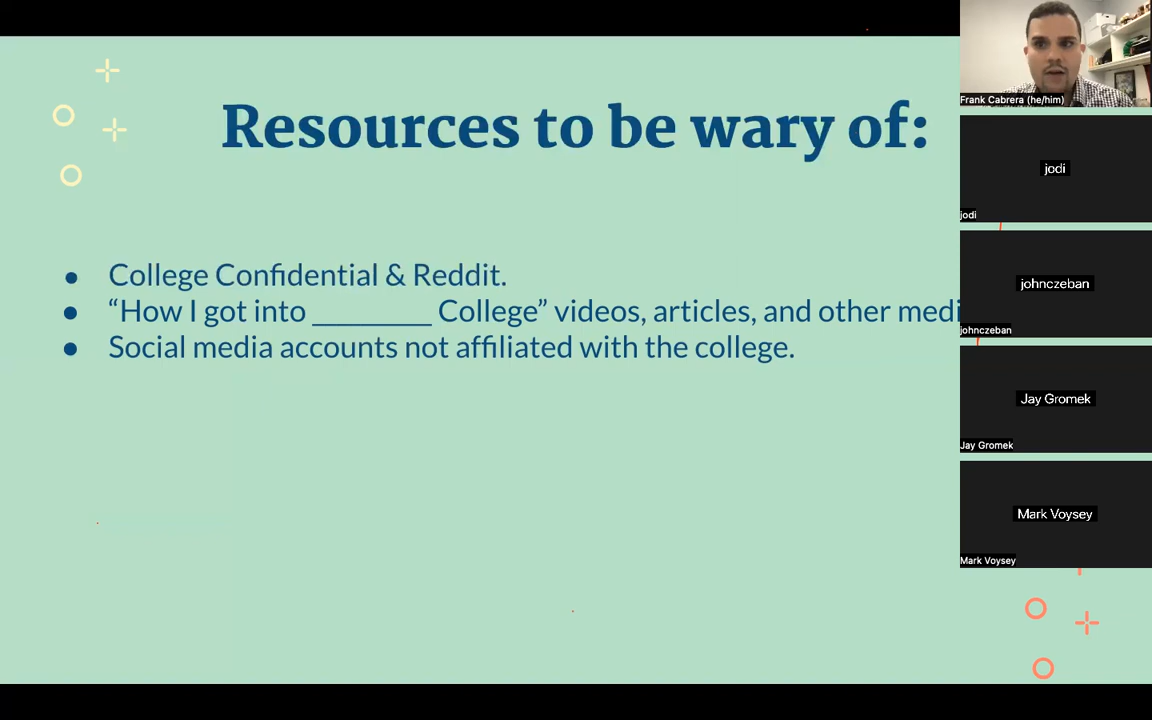 Resources to be wary of:
● College Confidential & Reddit.
● “How I got into ________ College” videos, articles, and other medi
● Social media accounts not affiliated with the college.
Frank Cabrera (he/him)
jodi
jodi
johnczeban
johnczeban
Jay Gromek
Jay Gromek
Mark Voysey
Mark Voysey